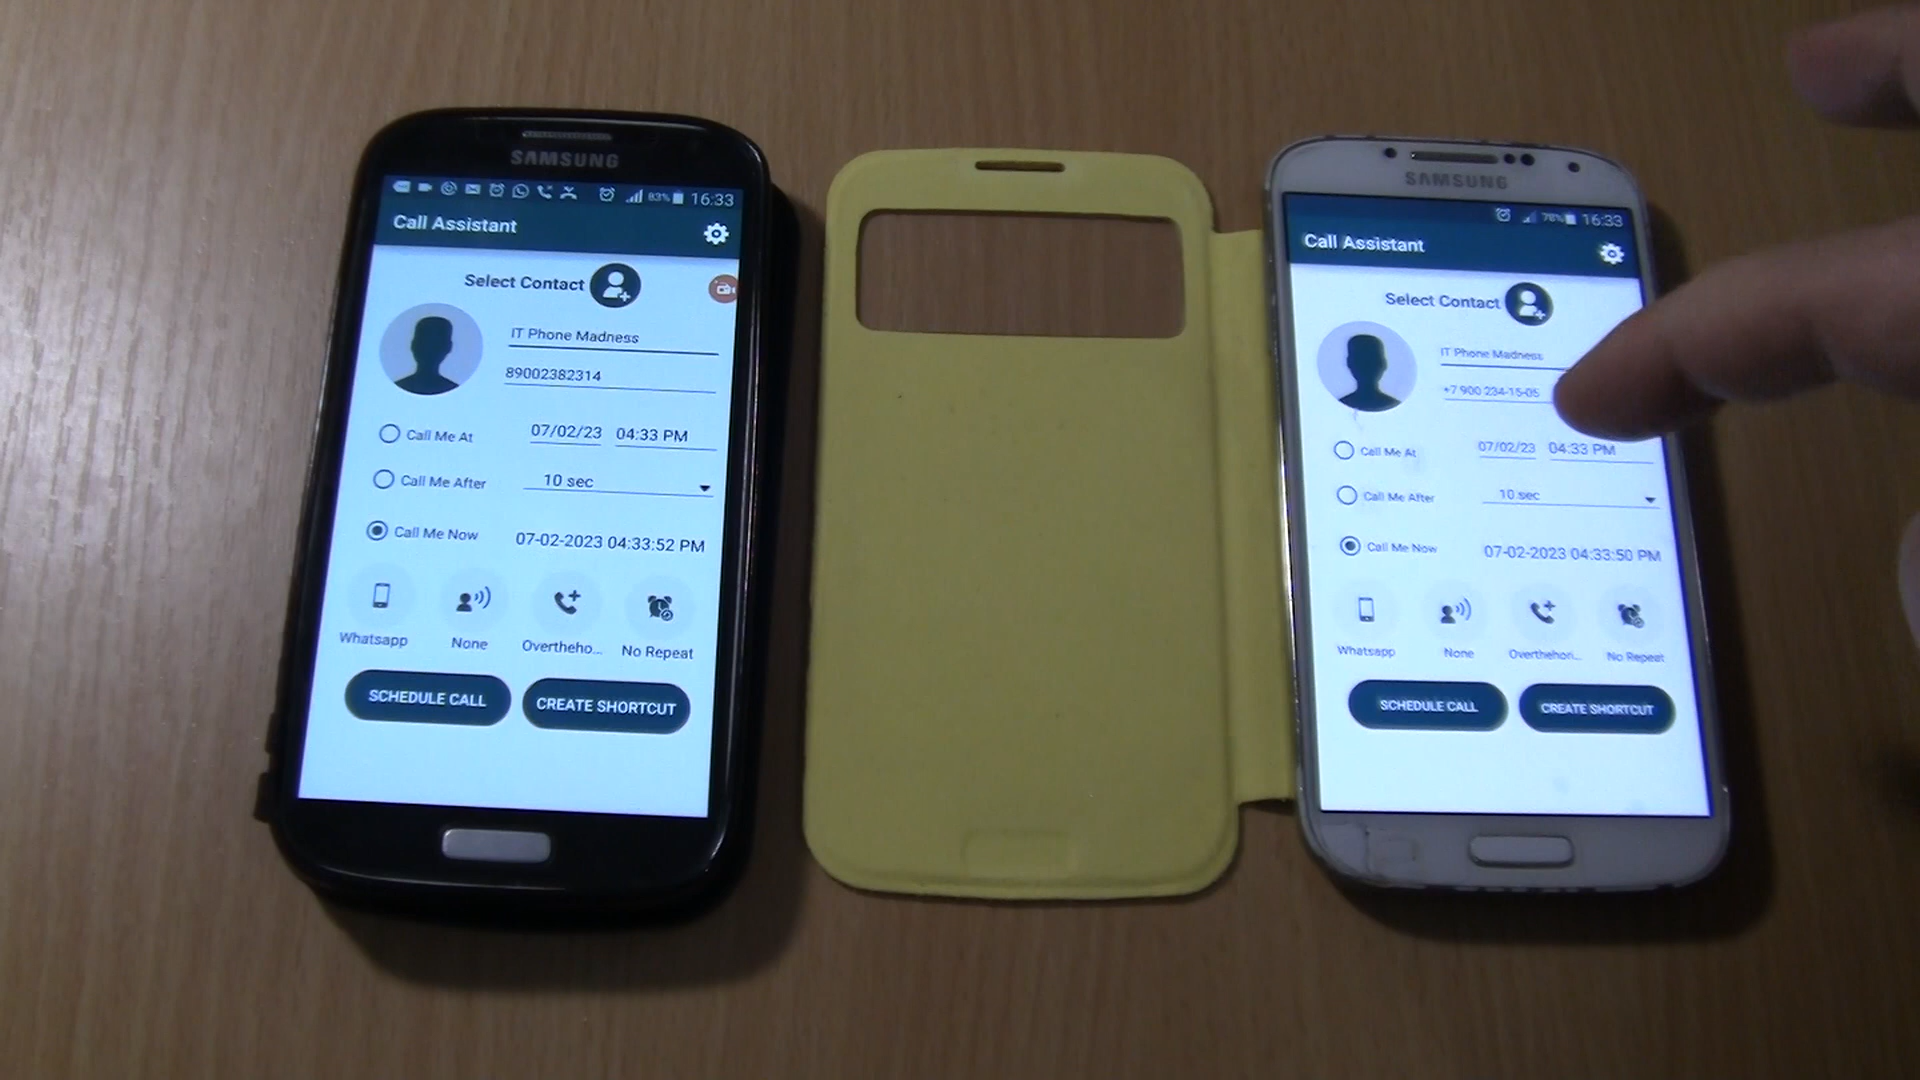 SAMSUNG
83% 16:33
Call Assistant
Select Contact
IT Phone Madness
89002382314
Call Me At 07/02/23 04:33 PM
Call Me After 10 sec
Call Me Now 07-02-2023 04:33:52 PM
Whatsapp None Overtheho... No Repeat
SCHEDULE CALL CREATE SHORTCUT
SAMSUNG
78% 16:33
Call Assistant
Select Contact
IT Phone Madness
+7 900 234-15-05
Call Me At 07/02/23 04:33 PM
Call Me After 10 sec
Call Me Now 07-02-2023 04:33:50 PM
Whatsapp None Overthehori... No Repeat
SCHEDULE CALL CREATE SHORTCUT